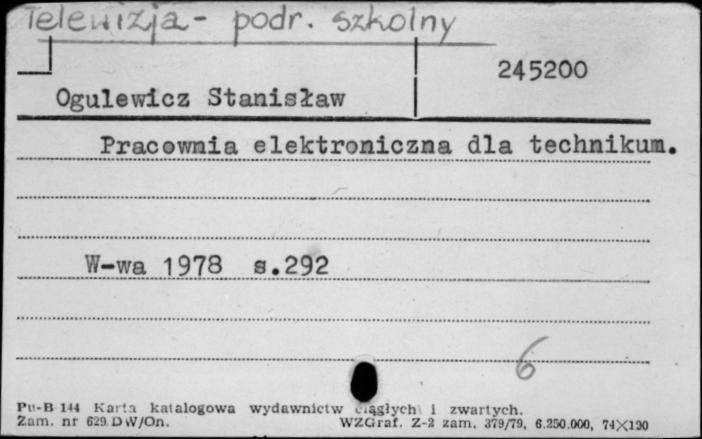 Telewizja - podr. szkolny
245200
Ogulewicz Stanisław
Pracownia elektroniczna dla technikum.
W-wa 1978 s.292
6
Pu-B 144 Karta katalogowa wydawnictw ciągłych i zwartych.
Zam. nr 629 DW/On. WZGraf. Z-2 zam. 379/79, 6.250.000, 74X120